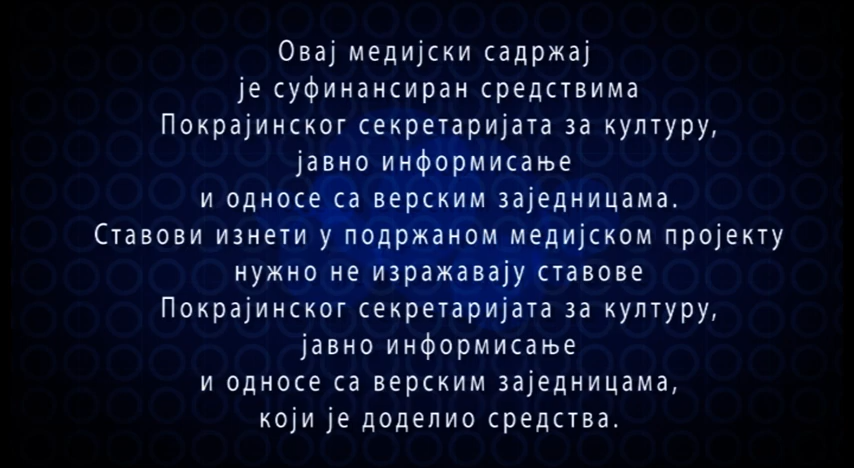 Овај медијски садржај
је суфинансиран средствима
Покрајинског секретаријата за културу,
јавно информисање
и односе са верским заједницама.
Ставови изнети у подржаном медијском пројекту
нужно не изражавају ставове
Покрајинског секретаријата за културу,
јавно информисање
и односе са верским заједницама,
који је доделио средства.